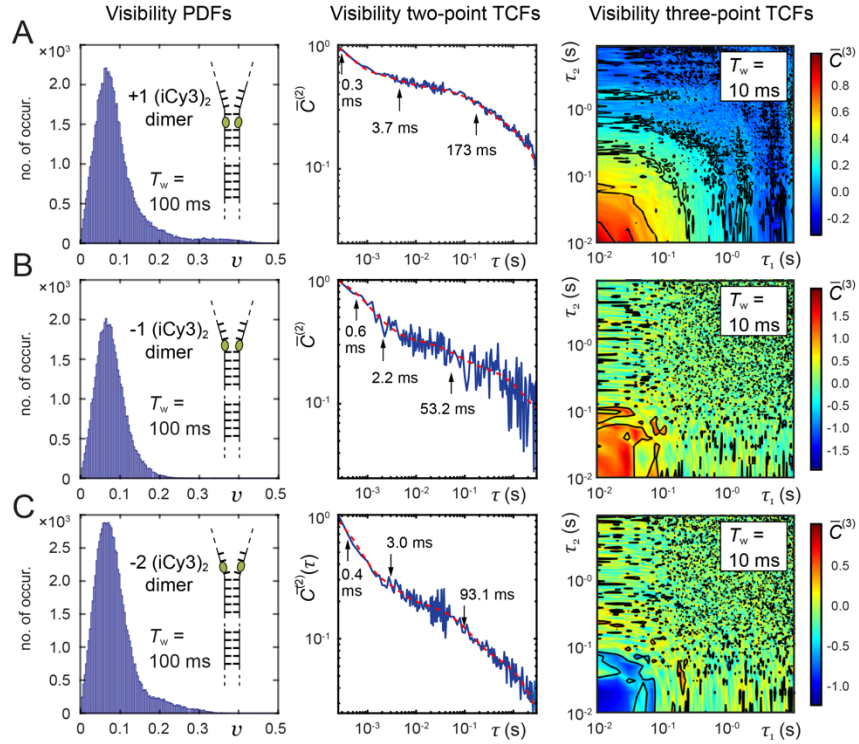 Visibility PDFs
Visibility two-point TCFs
Visibility three-point TCFs
A
×10³
2.0
1.5
1.0
0.5
0
no. of occur.
+1 (iCy3)₂
dimer
T_w =
100 ms
0
0.1
0.2
0.3
υ
0.5
10⁰
10⁻¹
C̅⁽²⁾
0.3
ms
3.7 ms
173 ms
10⁻³
10⁻²
10⁻¹
10⁰
τ (s)
τ₂ (s)
10⁻⁰
10⁻¹
10⁻²
T_w =
10 ms
10⁻²
10⁻¹
10⁻⁰
τ₁ (s)
C̅⁽³⁾
0.8
0.6
0.4
0.2
0.0
-0.2
B
×10³
2.0
1.5
1.0
0.5
0
no. of occur.
-1 (iCy3)₂
dimer
T_w =
100 ms
0
0.1
0.2
0.3
υ
0.5
10⁰
10⁻¹
C̅⁽²⁾
0.6
ms
2.2 ms
53.2 ms
10⁻³
10⁻²
10⁻¹
10⁰
τ (s)
τ₂ (s)
10⁻⁰
10⁻¹
10⁻²
T_w =
10 ms
10⁻²
10⁻¹
10⁻⁰
τ₁ (s)
C̅⁽³⁾
1.5
1.0
0.5
0.0
-0.5
-1.0
-1.5
C
×10³
2.5
2.0
1.5
1.0
0.5
0
no. of occur.
-2 (iCy3)₂
dimer
T_w =
100 ms
0
0.1
0.2
0.3
υ
0.5
10⁰
10⁻¹
C̅⁽²⁾(τ)
0.4
ms
3.0 ms
93.1 ms
10⁻³
10⁻²
10⁻¹
10⁰
τ (s)
τ₂ (s)
10⁻⁰
10⁻¹
10⁻²
T_w =
10 ms
10⁻²
10⁻¹
10⁻⁰
τ₁ (s)
C̅⁽³⁾
1.0
0.5
0.0
-0.5
-1.0